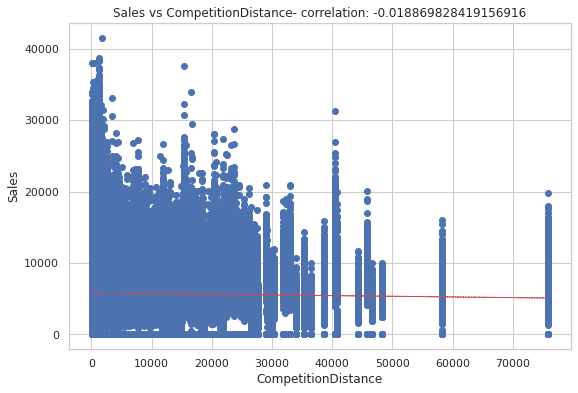 Sales vs CompetitionDistance- correlation: -0.018869828419156916
40000
30000
20000
10000
0
Sales
0 10000 20000 30000 40000 50000 60000 70000
CompetitionDistance